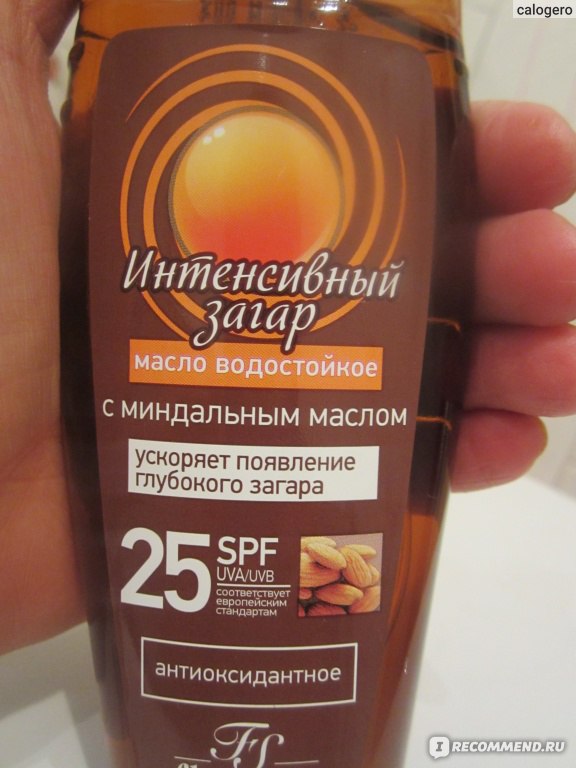 calogero
Интенсивный
загар
масло водостойкое
с миндальным маслом
ускоряет появление
глубокого загара
25 SPF
UVA/UVB
соответствует
европейским
стандартам
антиоксидантное
FL
I RECOMMEND.RU